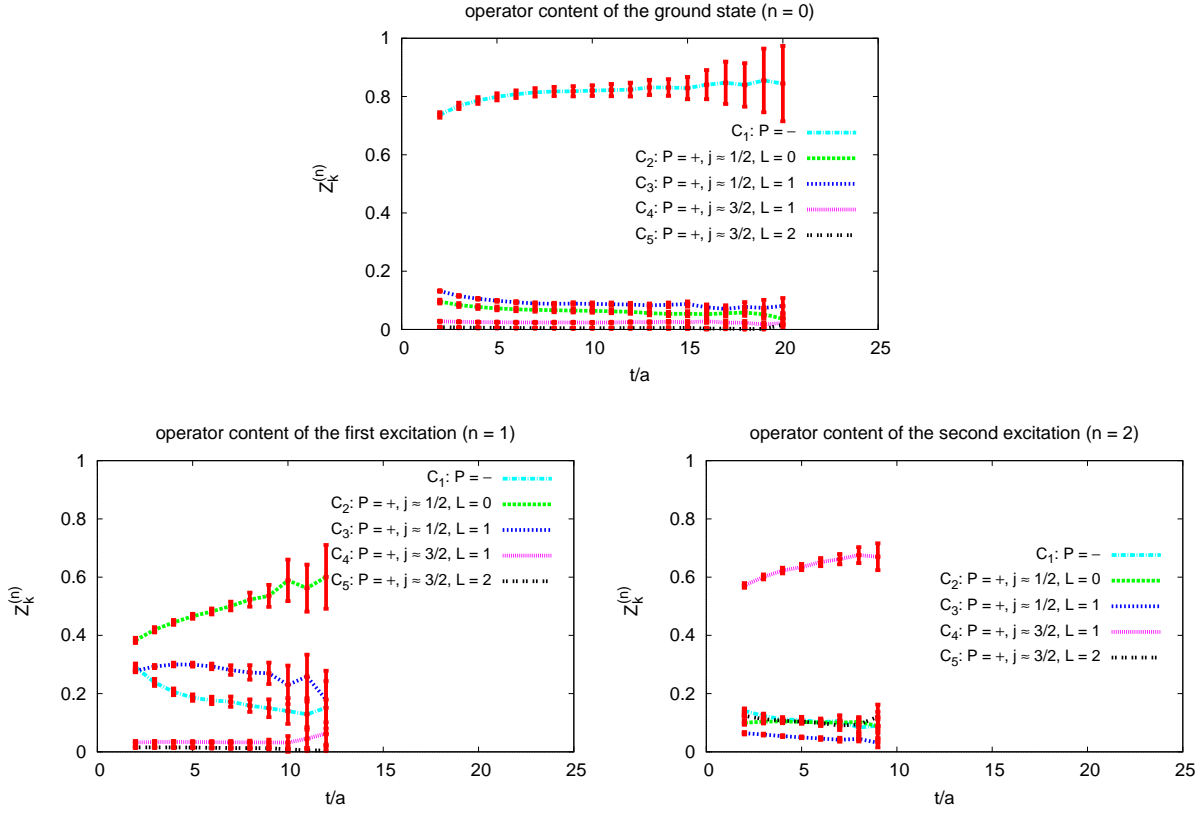 operator content of the ground state (n = 0)
1
0.8
0.6
0.4
0.2
0
Z_k^(n)
C₁: P = −
C₂: P = +, j ≈ 1/2, L = 0
C₃: P = +, j ≈ 1/2, L = 1
C₄: P = +, j ≈ 3/2, L = 1
C₅: P = +, j ≈ 3/2, L = 2
0 5 10 15 20 25
t/a
operator content of the first excitation (n = 1)
1
0.8
0.6
0.4
0.2
0
Z_k^(n)
C₁: P = −
C₂: P = +, j ≈ 1/2, L = 0
C₃: P = +, j ≈ 1/2, L = 1
C₄: P = +, j ≈ 3/2, L = 1
C₅: P = +, j ≈ 3/2, L = 2
0 5 10 15 20 25
t/a
operator content of the second excitation (n = 2)
1
0.8
0.6
0.4
0.2
0
Z_k^(n)
C₁: P = −
C₂: P = +, j ≈ 1/2, L = 0
C₃: P = +, j ≈ 1/2, L = 1
C₄: P = +, j ≈ 3/2, L = 1
C₅: P = +, j ≈ 3/2, L = 2
0 5 10 15 20 25
t/a